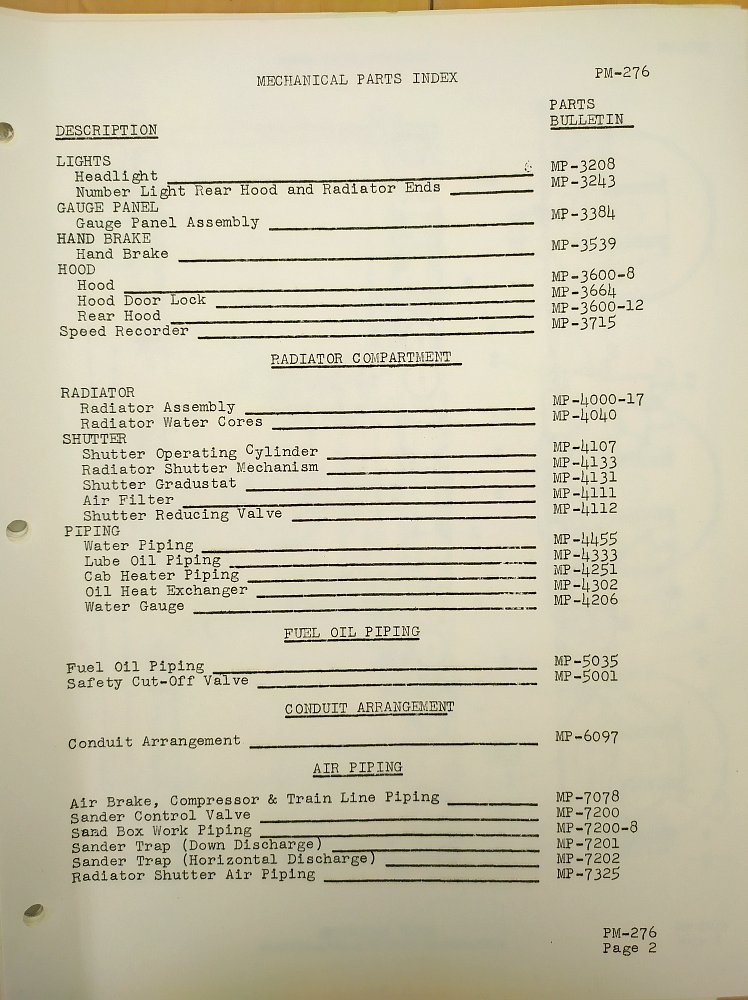 MECHANICAL PARTS INDEX PM-276
PARTS
DESCRIPTION BULLETIN
LIGHTS
Headlight MP-3208
Number Light Rear Hood and Radiator Ends MP-3243
GAUGE PANEL
Gauge Panel Assembly MP-3384
HAND BRAKE
Hand Brake MP-3539
HOOD
Hood MP-3600-8
Hood Door Lock MP-3664
Rear Hood MP-3600-12
Speed Recorder MP-3715
RADIATOR COMPARTMENT
RADIATOR
Radiator Assembly MP-4000-17
Radiator Water Cores MP-4040
SHUTTER
Shutter Operating Cylinder MP-4107
Radiator Shutter Mechanism MP-4133
Shutter Gradustat MP-4131
Air Filter MP-4111
Shutter Reducing Valve MP-4112
PIPING
Water Piping MP-4455
Lube Oil Piping MP-4333
Cab Heater Piping MP-4251
Oil Heat Exchanger MP-4302
Water Gauge MP-4206
FUEL OIL PIPING
Fuel Oil Piping MP-5035
Safety Cut-Off Valve MP-5001
CONDUIT ARRANGEMENT
Conduit Arrangement MP-6097
AIR PIPING
Air Brake, Compressor & Train Line Piping MP-7078
Sander Control Valve MP-7200
Sand Box Work Piping MP-7200-8
Sander Trap (Down Discharge) MP-7201
Sander Trap (Horizontal Discharge) MP-7202
Radiator Shutter Air Piping MP-7325
PM-276
Page 2